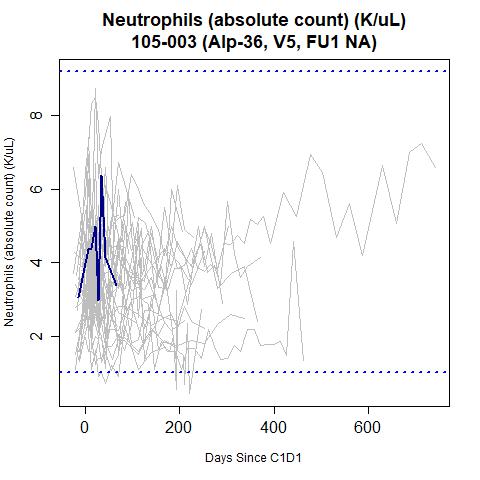 Neutrophils (absolute count) (K/uL)
105-003 (Alp-36, V5, FU1 NA)
Neutrophils (absolute count) (K/uL)
8
6
4
2
0 200 400 600
Days Since C1D1